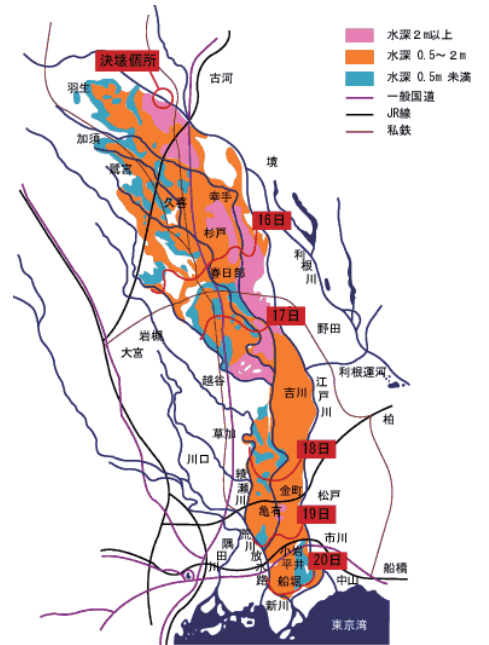 水深２m以上
水深 0.5～２m
水深 0.5m 未満
一般国道
JR線
私鉄
決壊個所
古河
羽生
加須
鷲宮
境
久喜
幸手
16日
杉戸
利根川
春日部
17日
野田
岩槻
大宮
利根運河
越谷
吉川
江戸川
柏
草加
川口
18日
綾瀬川
金町
松戸
亀有
19日
荒川放水路
隅田川
市川
小岩
平井
20日
船橋
中山
船堀
新川
東京湾